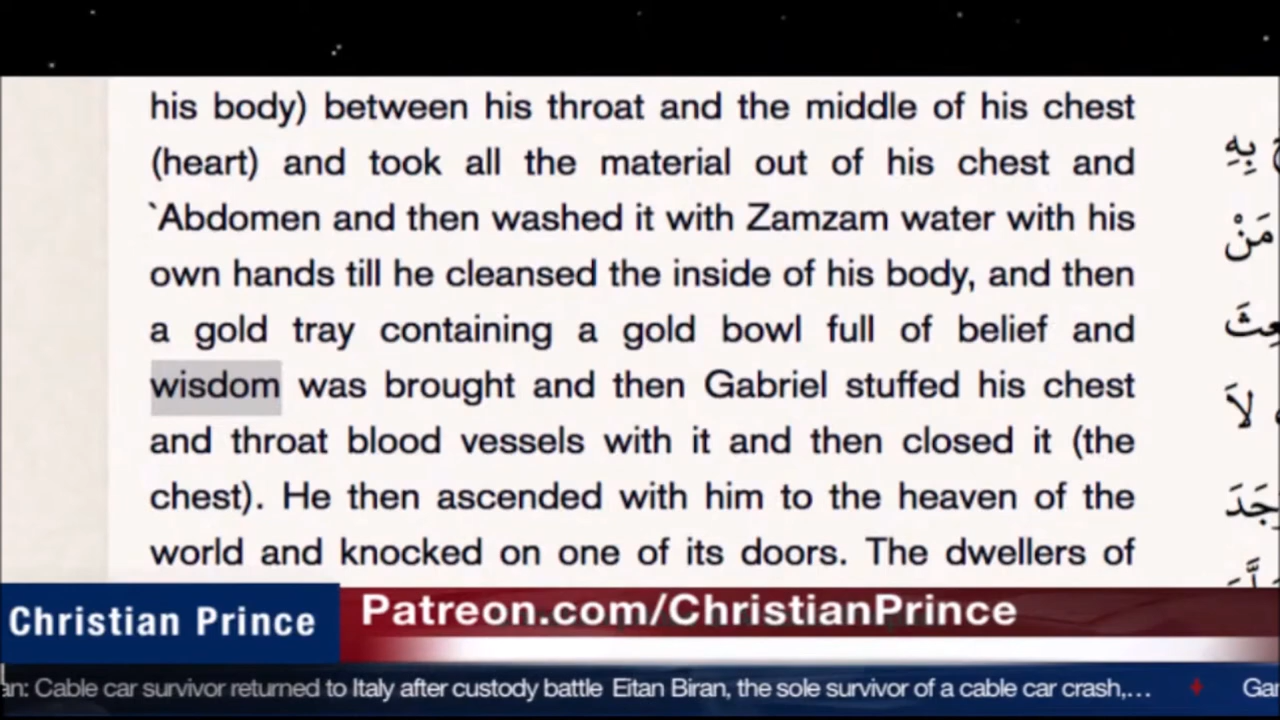 his body) between his throat and the middle of his chest
(heart) and took all the material out of his chest and
`Abdomen and then washed it with Zamzam water with his
own hands till he cleansed the inside of his body, and then
a gold tray containing a gold bowl full of belief and
wisdom was brought and then Gabriel stuffed his chest
and throat blood vessels with it and then closed it (the
chest). He then ascended with him to the heaven of the
world and knocked on one of its doors. The dwellers of
بِهِ
مَنْ
لاَ
Christian Prince
Patreon.com/ChristianPrince
an: Cable car survivor returned to Italy after custody battle Eitan Biran, the sole survivor of a cable car crash,... Gar